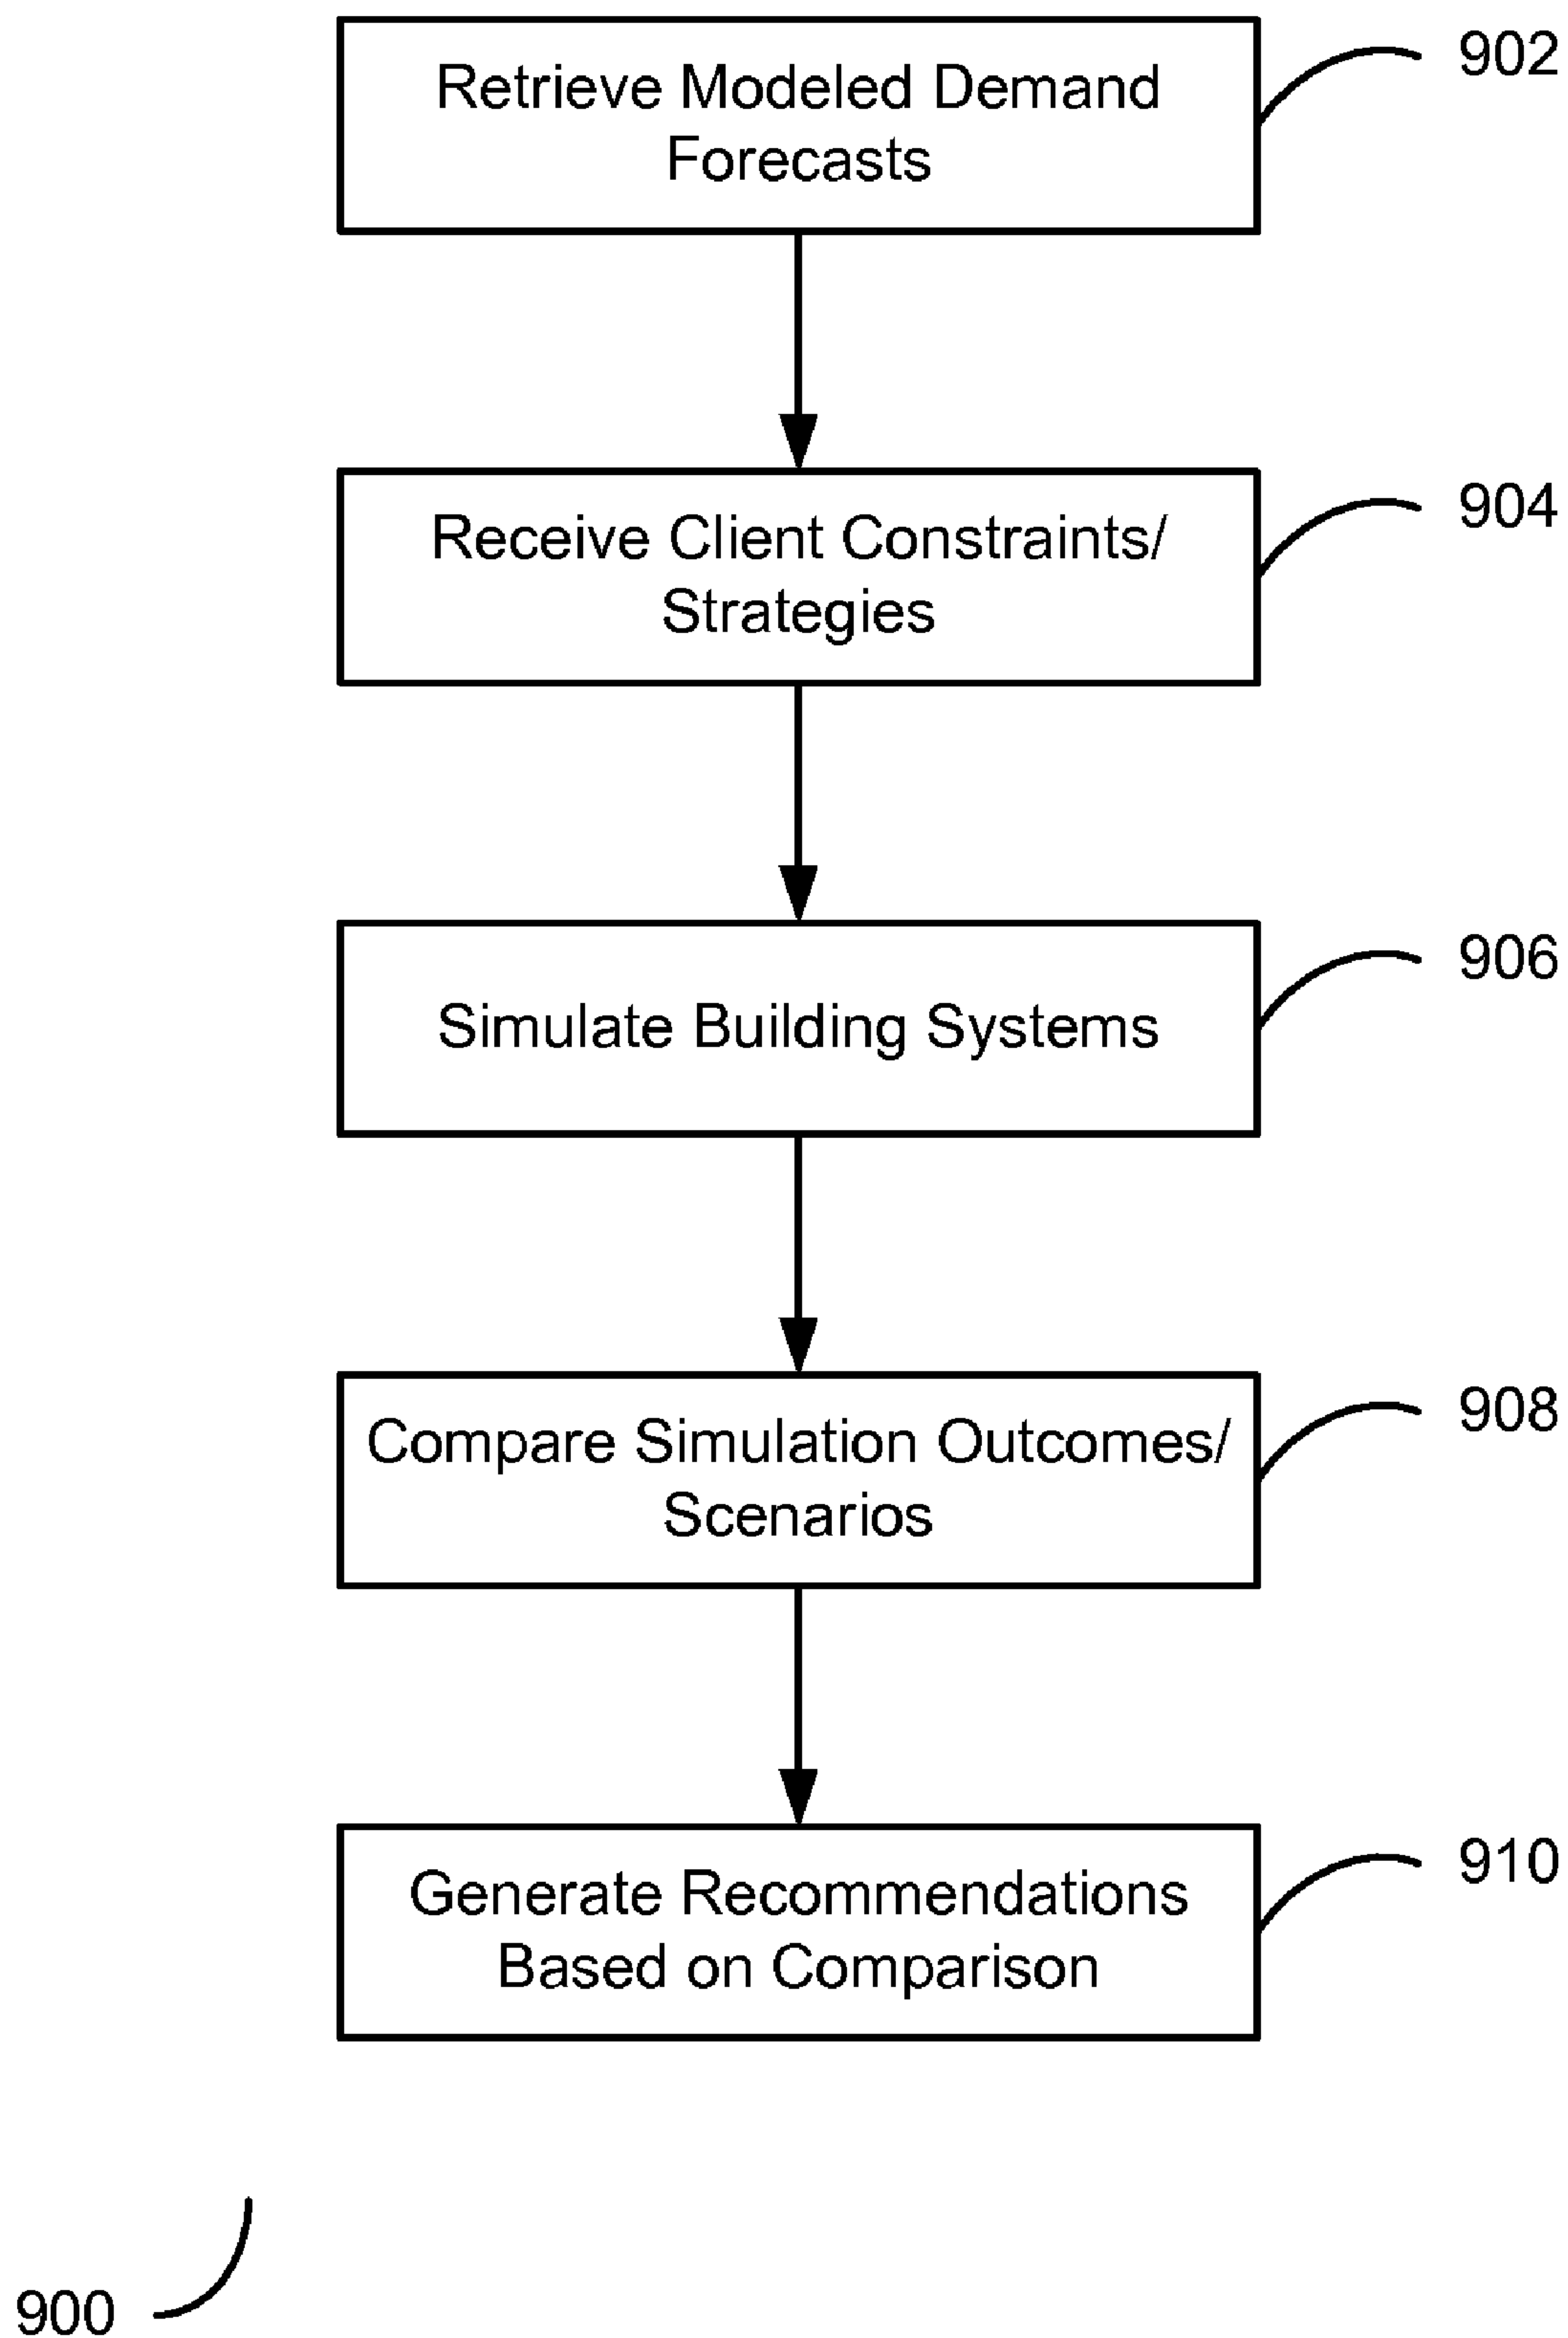 Retrieve Modeled Demand
Forecasts
902
Receive Client Constraints/
Strategies
904
Simulate Building Systems
906
Compare Simulation Outcomes/
Scenarios
908
Generate Recommendations
Based on Comparison
910
900